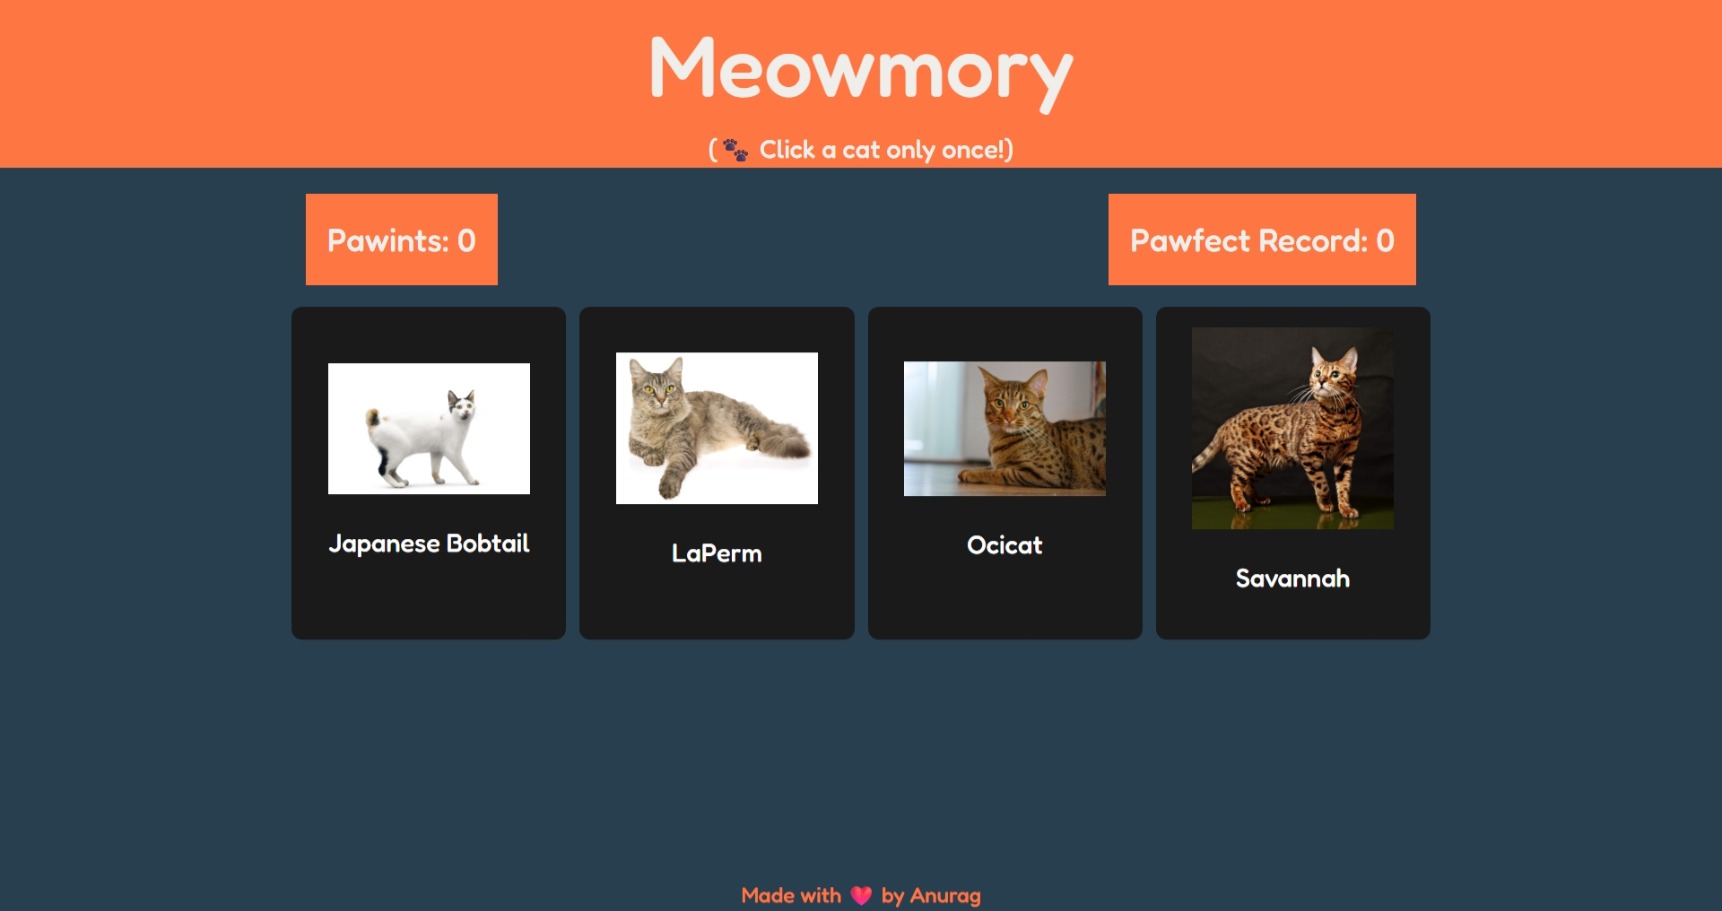 Meowmory
(🐾 Click a cat only once!)
Pawints: 0
Pawfect Record: 0
Japanese Bobtail
LaPerm
Ocicat
Savannah
Made with ❤️ by Anurag